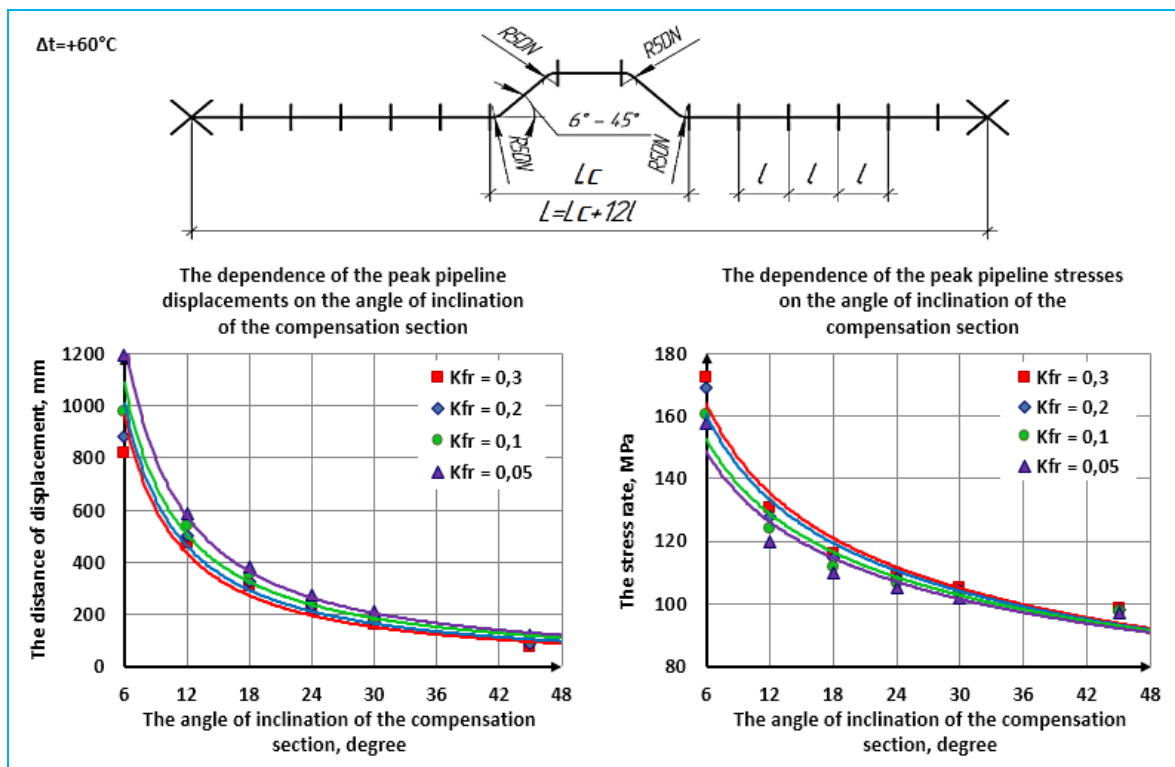 Δt=+60°C
R5DN
R5DN
6° – 45°
R5DN
R5DN
Lc
l
l
l
L=Lc+12l
The dependence of the peak pipeline
displacements on the angle of inclination
of the compensation section
1200
1000
800
600
400
200
0
The distance of displacement, mm
Kfr = 0,3
Kfr = 0,2
Kfr = 0,1
Kfr = 0,05
6 12 18 24 30 36 42 48
The angle of inclination of the compensation
section, degree
The dependence of the peak pipeline stresses
on the angle of inclination of the
compensation section
180
160
140
120
100
80
The stress rate, MPa
Kfr = 0,3
Kfr = 0,2
Kfr = 0,1
Kfr = 0,05
6 12 18 24 30 36 42 48
The angle of inclination of the compensation
section, degree